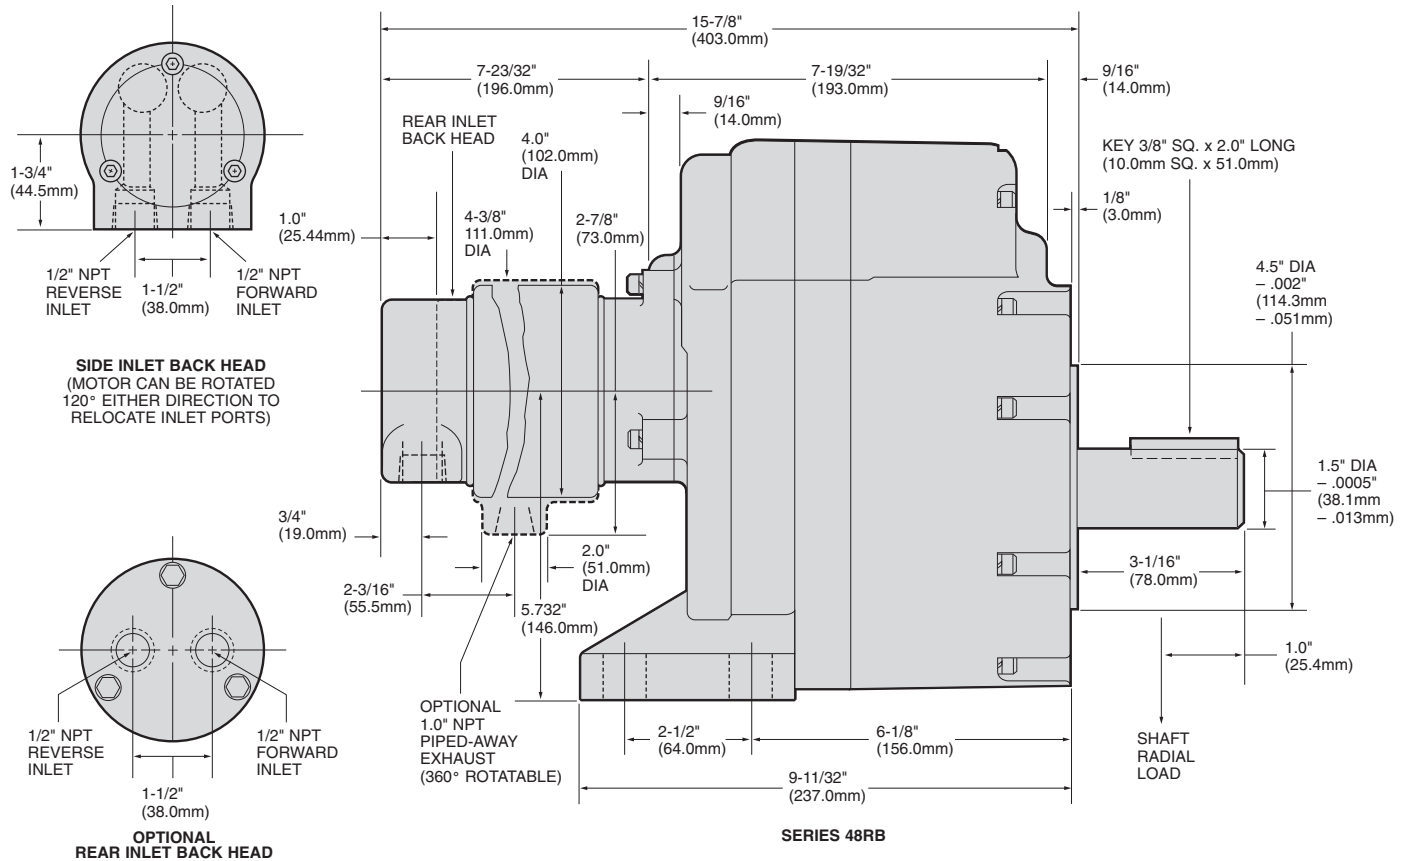 15-7/8"
(403.0mm)
7-23/32"
(196.0mm)
7-19/32"
(193.0mm)
9/16"
(14.0mm)
9/16"
(14.0mm)
REAR INLET
BACK HEAD
4.0"
(102.0mm)
DIA
KEY 3/8" SQ. x 2.0" LONG
(10.0mm SQ. x 51.0mm)
1-3/4"
(44.5mm)
1/8"
(3.0mm)
1.0"
(25.44mm)
4-3/8"
111.0mm)
DIA
2-7/8"
(73.0mm)
1/2" NPT
REVERSE
INLET
1-1/2"
(38.0mm)
1/2" NPT
FORWARD
INLET
4.5" DIA
– .002"
(114.3mm
– .051mm)
SIDE INLET BACK HEAD
(MOTOR CAN BE ROTATED
120° EITHER DIRECTION TO
RELOCATE INLET PORTS)
1.5" DIA
– .0005"
(38.1mm
– .013mm)
3/4"
(19.0mm)
2.0"
(51.0mm)
DIA
3-1/16"
(78.0mm)
2-3/16"
(55.5mm)
5.732"
(146.0mm)
1.0"
(25.4mm)
OPTIONAL
1.0" NPT
PIPED-AWAY
EXHAUST
(360° ROTATABLE)
2-1/2"
(64.0mm)
6-1/8"
(156.0mm)
SHAFT
RADIAL
LOAD
1/2" NPT
REVERSE
INLET
1/2" NPT
FORWARD
INLET
9-11/32"
(237.0mm)
1-1/2"
(38.0mm)
OPTIONAL
REAR INLET BACK HEAD
SERIES 48RB